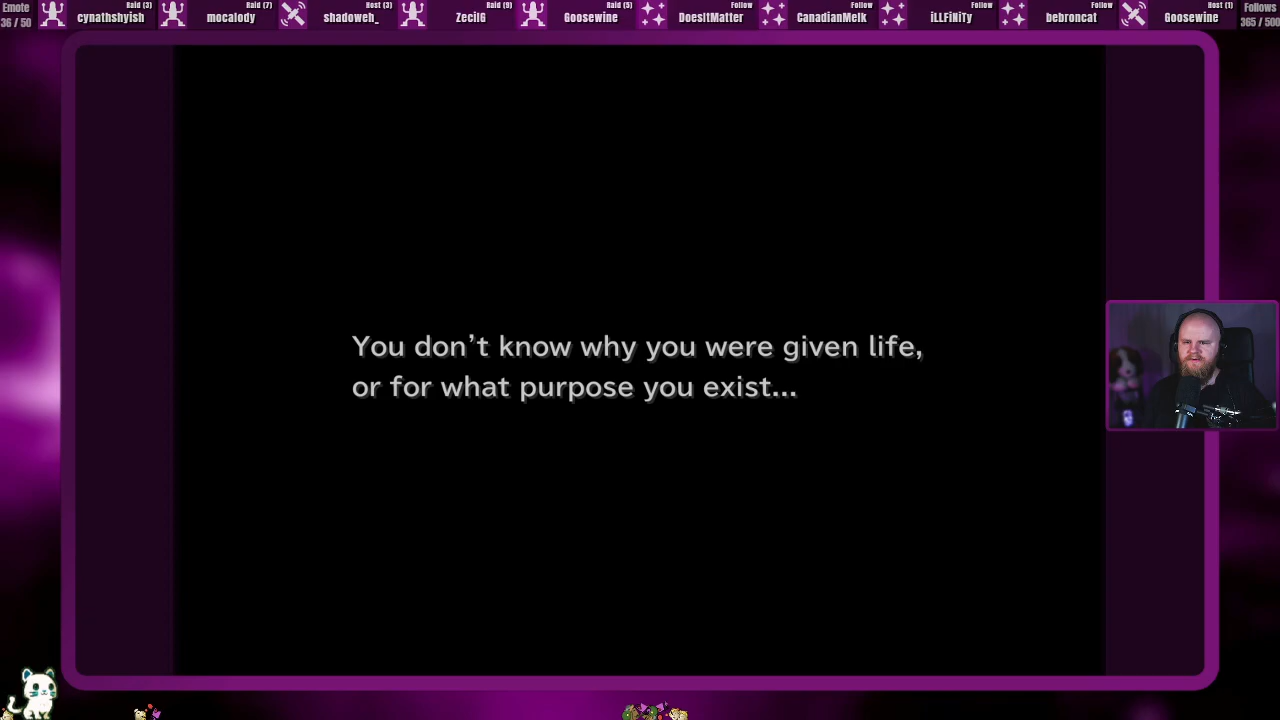 Emote
36 / 50
Raid (3)
cynathshyish
Raid (7)
mocalody
Host (3)
shadoweh_
Raid (9)
ZeciIG
Raid (5)
Goosewine
Follow
DoesItMatter
Follow
CanadianMelk
Follow
iLLFiNiTy
Follow
bebroncat
Host (1)
Goosewine
Follows
365 / 500
You don't know why you were given life,
or for what purpose you exist...